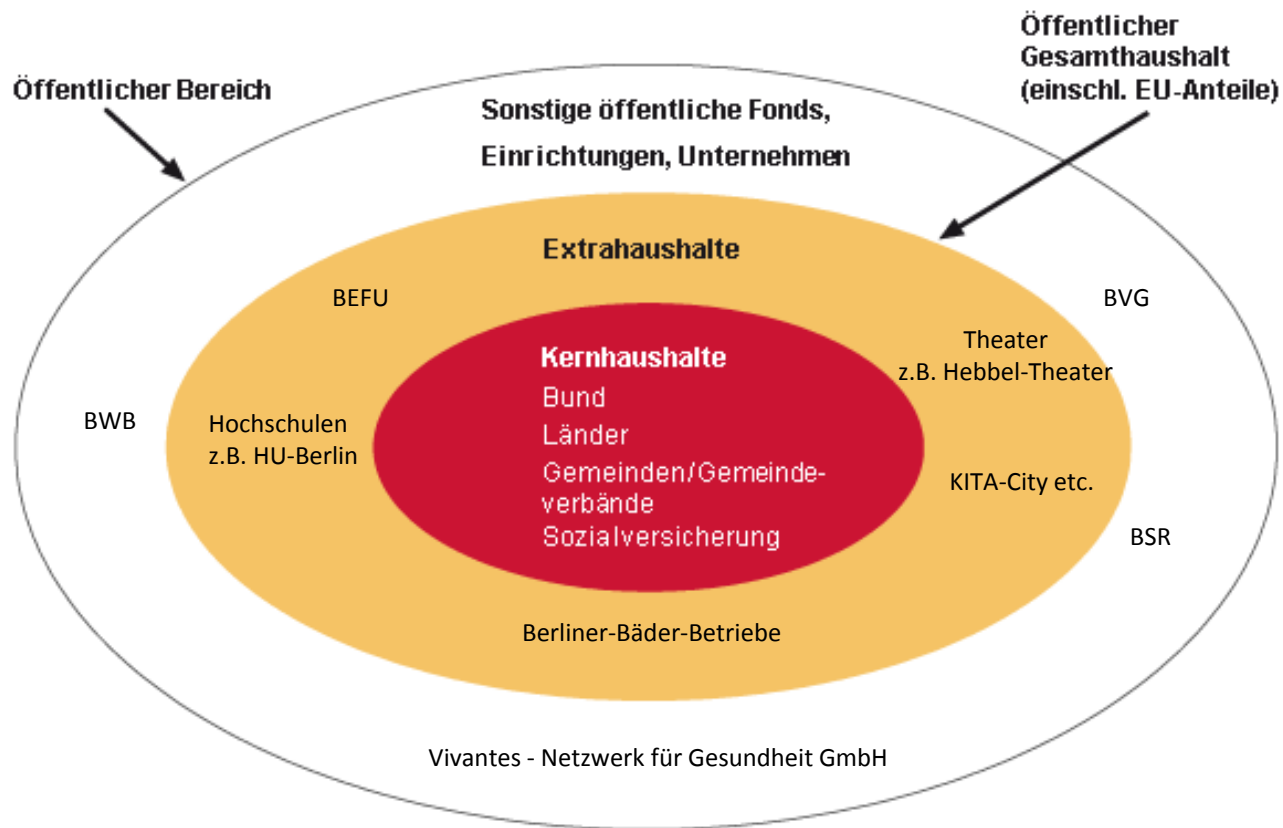 Öffentlicher Bereich
Öffentlicher
Gesamthaushalt
(einschl. EU-Anteile)
Sonstige öffentliche Fonds,
Einrichtungen, Unternehmen
Extrahaushalte
BEFU
BVG
Theater
z.B. Hebbel-Theater
Kernhaushalte
Bund
Länder
Gemeinden/Gemeinde-
verbände
Sozialversicherung
BWB
Hochschulen
z.B. HU-Berlin
KITA-City etc.
BSR
Berliner-Bäder-Betriebe
Vivantes - Netzwerk für Gesundheit GmbH